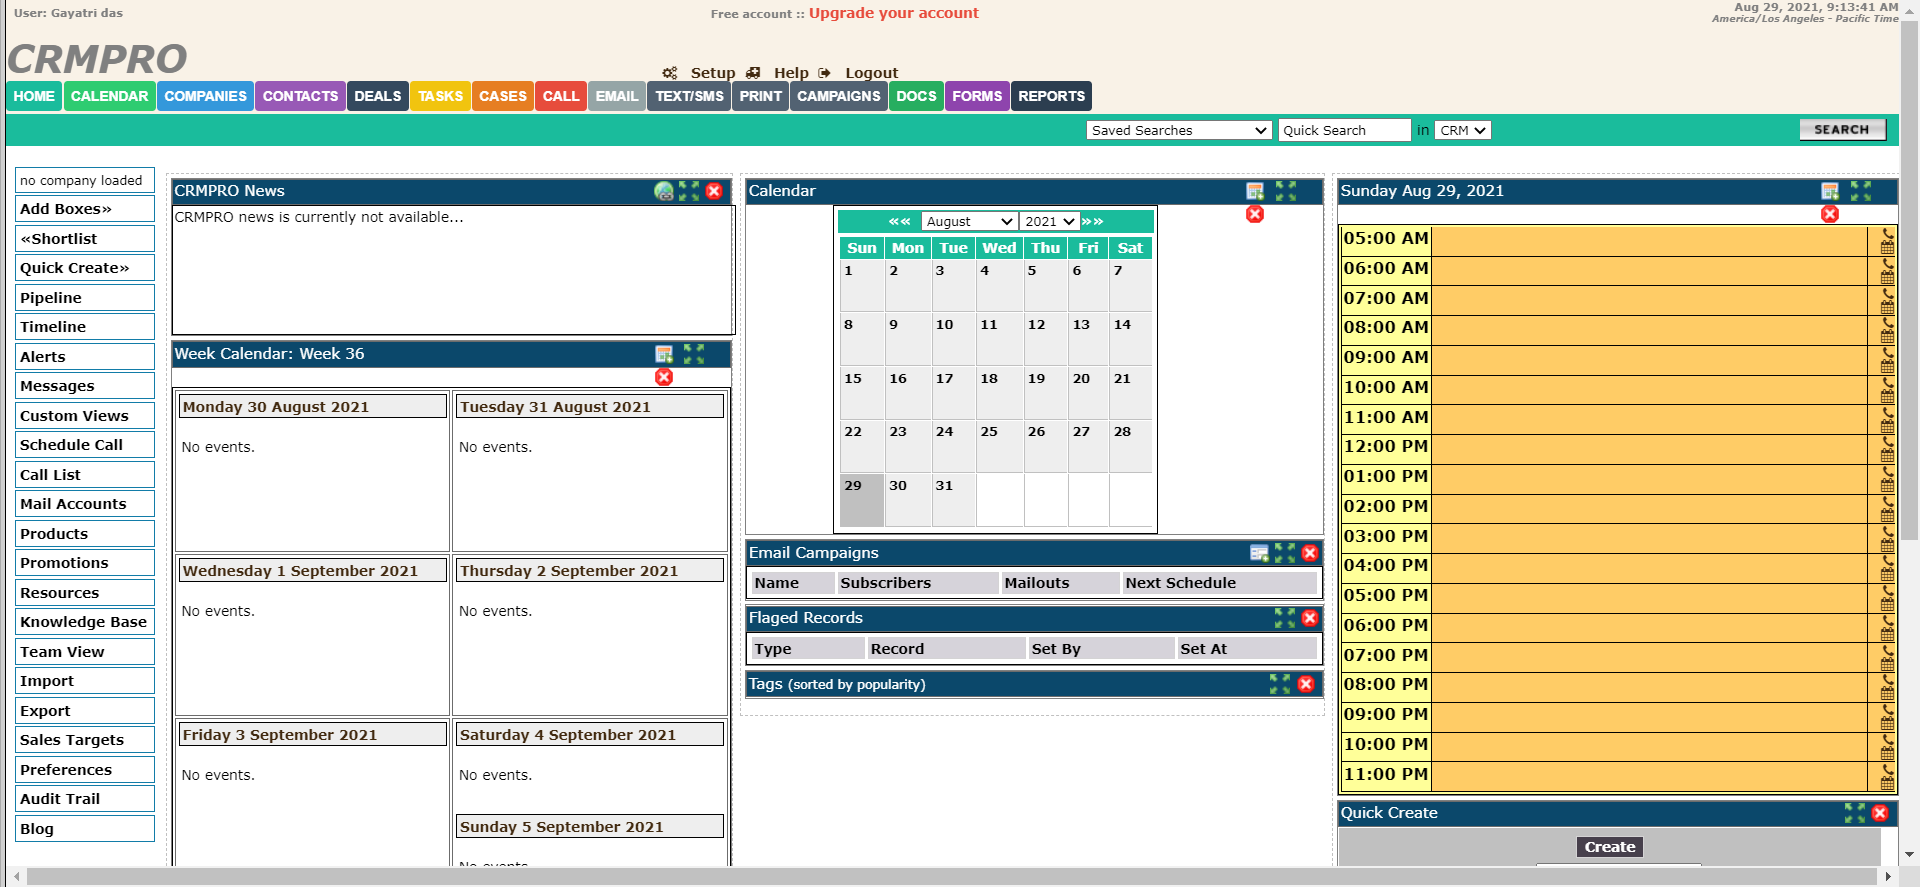 User: Gayatri das
Free account :: Upgrade your account
Aug 29, 2021, 9:13:41 AM
America/Los Angeles - Pacific Time
CRMPRO
Setup Help Logout
HOME CALENDAR COMPANIES CONTACTS DEALS TASKS CASES CALL EMAIL TEXT/SMS PRINT CAMPAIGNS DOCS FORMS REPORTS
Saved Searches Quick Search in CRM SEARCH
no company loaded
Add Boxes»
«Shortlist
Quick Create»
Pipeline
Timeline
Alerts
Messages
Custom Views
Schedule Call
Call List
Mail Accounts
Products
Promotions
Resources
Knowledge Base
Team View
Import
Export
Sales Targets
Preferences
Audit Trail
Blog
CRMPRO News
CRMPRO news is currently not available...
Week Calendar: Week 36
Monday 30 August 2021 Tuesday 31 August 2021
No events. No events.
Wednesday 1 September 2021 Thursday 2 September 2021
No events. No events.
Friday 3 September 2021 Saturday 4 September 2021
No events. No events.
Sunday 5 September 2021
No events.
Calendar
«« August 2021 »»
Sun Mon Tue Wed Thu Fri Sat
1 2 3 4 5 6 7
8 9 10 11 12 13 14
15 16 17 18 19 20 21
22 23 24 25 26 27 28
29 30 31
Email Campaigns
Name Subscribers Mailouts Next Schedule
Flaged Records
Type Record Set By Set At
Tags (sorted by popularity)
Sunday Aug 29, 2021
05:00 AM
06:00 AM
07:00 AM
08:00 AM
09:00 AM
10:00 AM
11:00 AM
12:00 PM
01:00 PM
02:00 PM
03:00 PM
04:00 PM
05:00 PM
06:00 PM
07:00 PM
08:00 PM
09:00 PM
10:00 PM
11:00 PM
Quick Create
Create